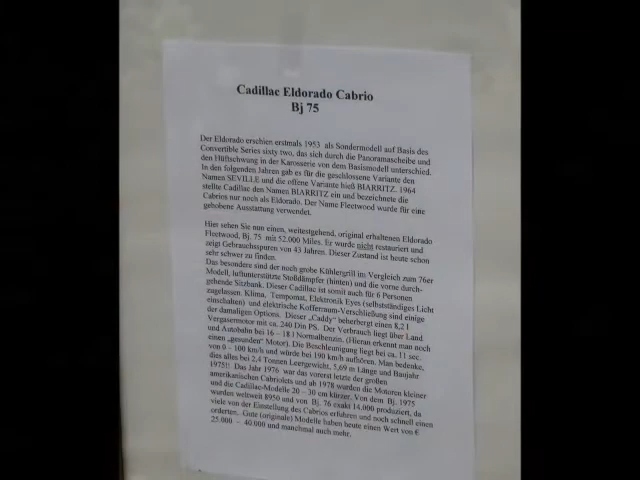 Cadillac Eldorado Cabrio
Bj 75
Der Eldorado erschien erstmals 1953 als Sondermodell auf Basis des
Convertible Series sixty two, das sich durch die Panoramascheibe und
den Hüftschwung in der Karosserie von dem Basismodell unterschied.
In den folgenden Jahren gab es für die geschlossene Variante den
Namen SEVILLE und die offene Variante hieß BIARRITZ. 1964
stellte Cadillac den Namen BIARRITZ ein und bezeichnete die
Cabrios nur noch als Eldorado. Der Name Fleetwood wurde für eine
gehobene Ausstattung verwendet.
Hier sehen Sie nun einen, weitestgehend, original erhaltenen Eldorado
Fleetwood, Bj. 75 mit 52.000 Miles. Er wurde nicht restauriert und
zeigt Gebrauchsspuren von 43 Jahren. Dieser Zustand ist heute schon
sehr schwer zu finden.
Das besondere sind der noch grobe Kühlergrill im Vergleich zum 76er
Modell, luftunterstützte Stoßdämpfer (hinten) und die vorne durch-
gehende Sitzbank. Dieser Cadillac ist somit auch für 6 Personen
zugelassen. Klima, Tempomat, Elektronik Eyes (selbstständiges Licht
einschalten) und elektrische Kofferraum-Verschließung sind einige
der damaligen Options. Dieser „Caddy“ beherbergt einen 8,2 l
Vergasermotor mit ca. 240 Din PS. Der Verbrauch liegt über Land
und Autobahn bei 16 – 18 l Normalbenzin. (Hieran erkennt man noch
einen „gesunden“ Motor). Die Beschleunigung liegt bei ca. 11 sec.
von 0 – 100 km/h und würde bei 190 km/h aufhören. Man bedenke,
dies alles bei 2,4 Tonnen Leergewicht, 5,69 m Länge und Baujahr
1975!! Das Jahr 1976 war das vorerst letzte der großen
amerikanischen Cabriolets und ab 1978 wurden die Motoren kleiner
und die Cadillac-Modelle 20 – 30 cm kürzer. Von dem Bj. 1975
wurden weltweit 8950 und von Bj. 76 exakt 14.000 produziert, da
viele von der Einstellung des Cabrios erfuhren und noch schnell einen
orderten. Gute (originale) Modelle haben heute einen Wert von €
25.000 – 40.000 und manchmal auch mehr.